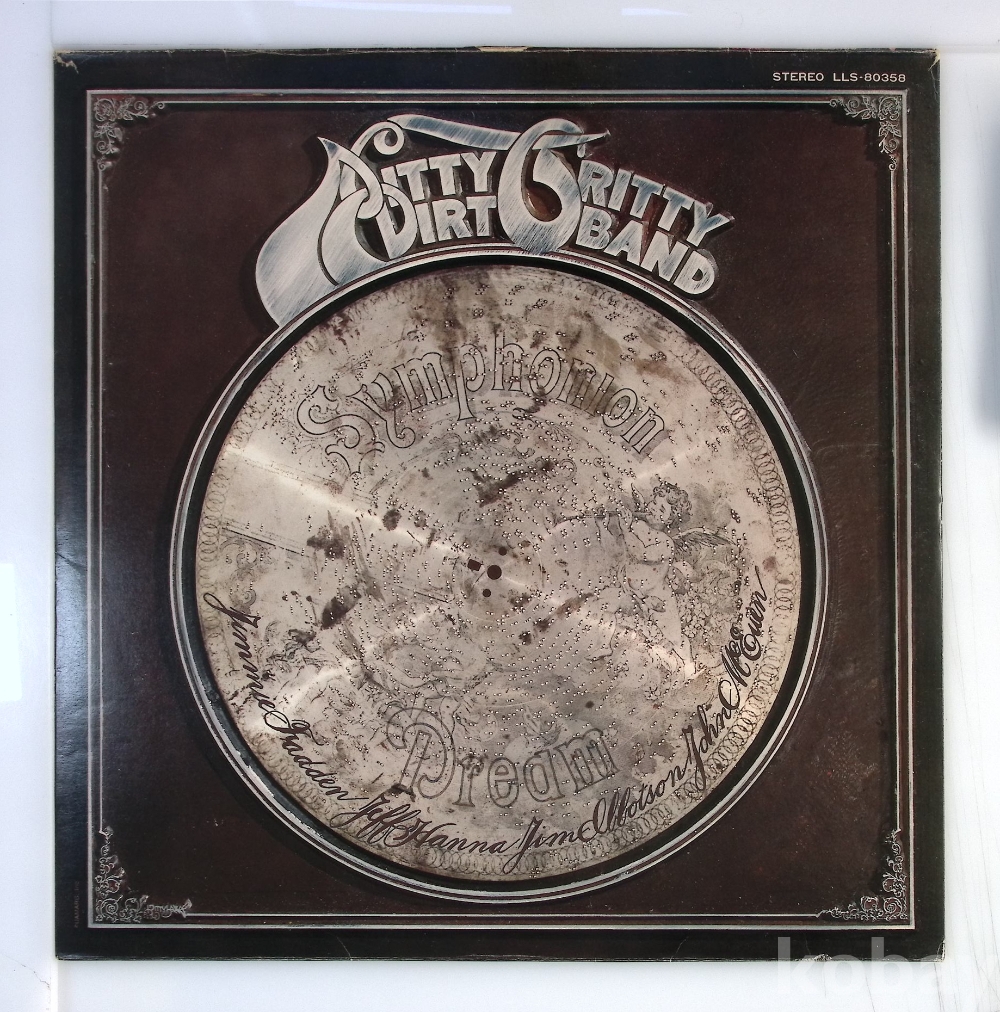 STEREO LLS-80358
NITTY GRITTY
DIRT BAND
Symphonion
Dream
Jimmie Fadden Jeff Hanna Jim Ibbotson John McEuen